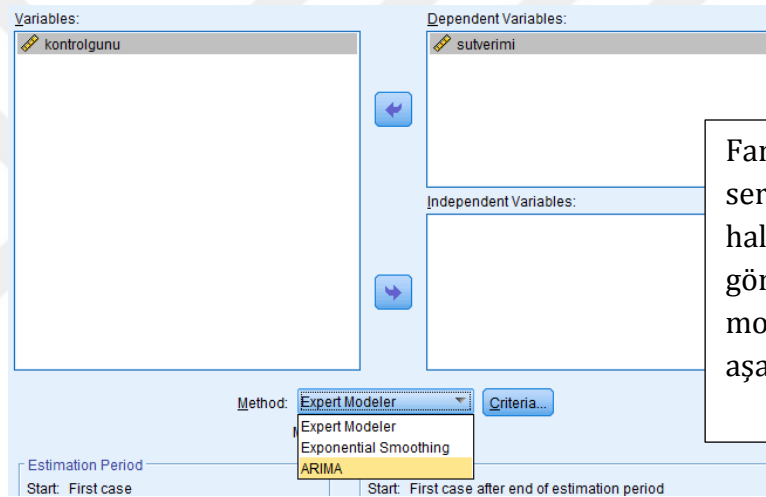 Variables:
kontrolgunu
Dependent Variables:
sutverimi
Independent Variables:
Method: Expert Modeler Criteria...
Expert Modeler
Exponential Smoothing
ARIMA
Estimation Period
Start: First case
Start: First case after end of estimation period